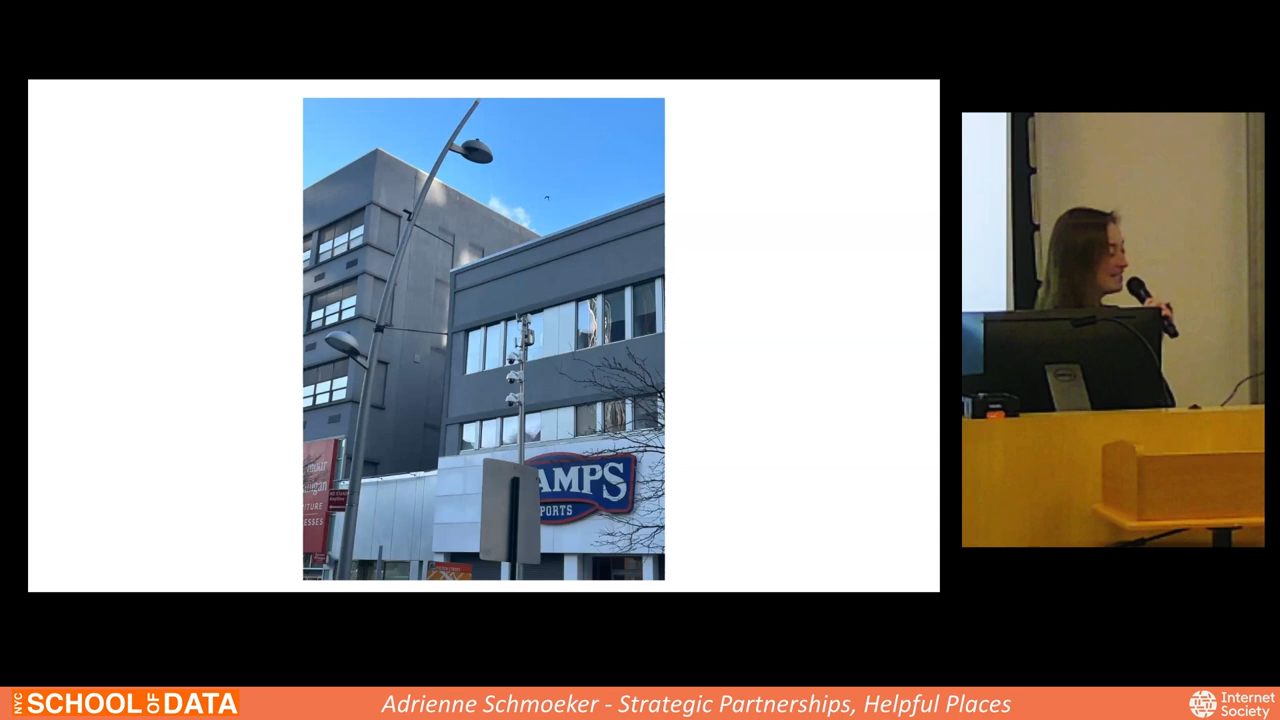 AMPS
PORTS
NYC SCHOOL OF DATA
Adrienne Schmoeker - Strategic Partnerships, Helpful Places
Internet
Society